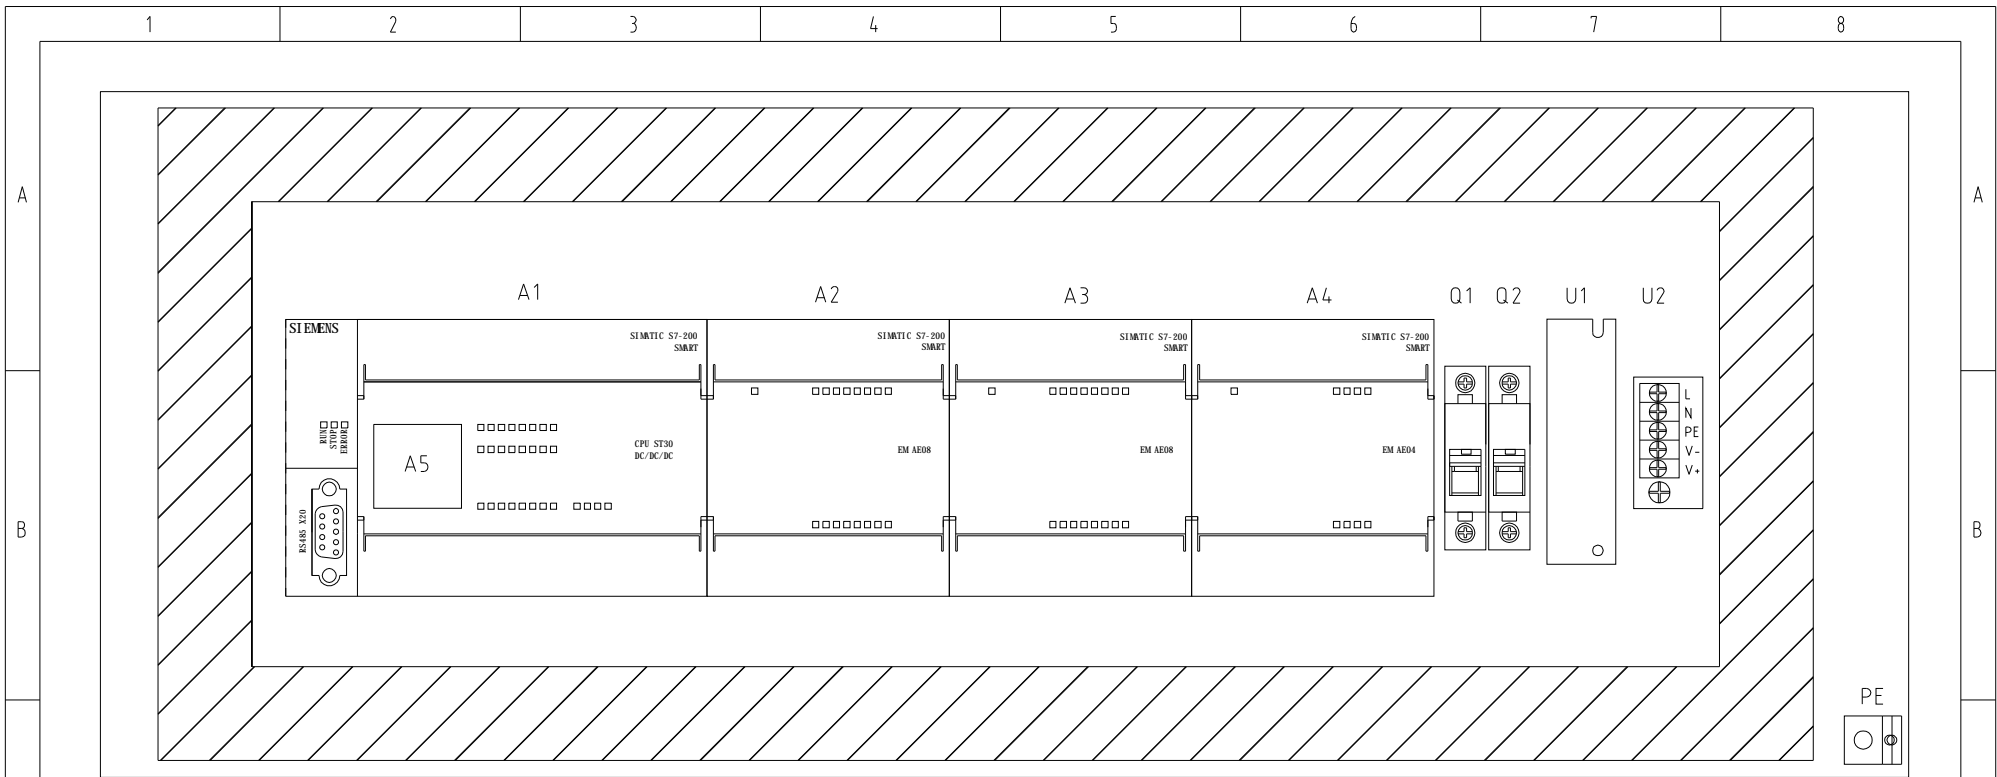 1 2 3 4 5 6 7 8
A A
A1 A2 A3 A4 Q1 Q2 U1 U2
SIEMENS
SIMATIC S7-200
SMART
SIMATIC S7-200
SMART
SIMATIC S7-200
SMART
SIMATIC S7-200
SMART
L
N
PE
V-
V+
RUN
STOP
ERROR
A5
CPU ST30
DC/DC/DC
EM AE08
EM AE08
EM AE04
RS485 X20
B B
PE